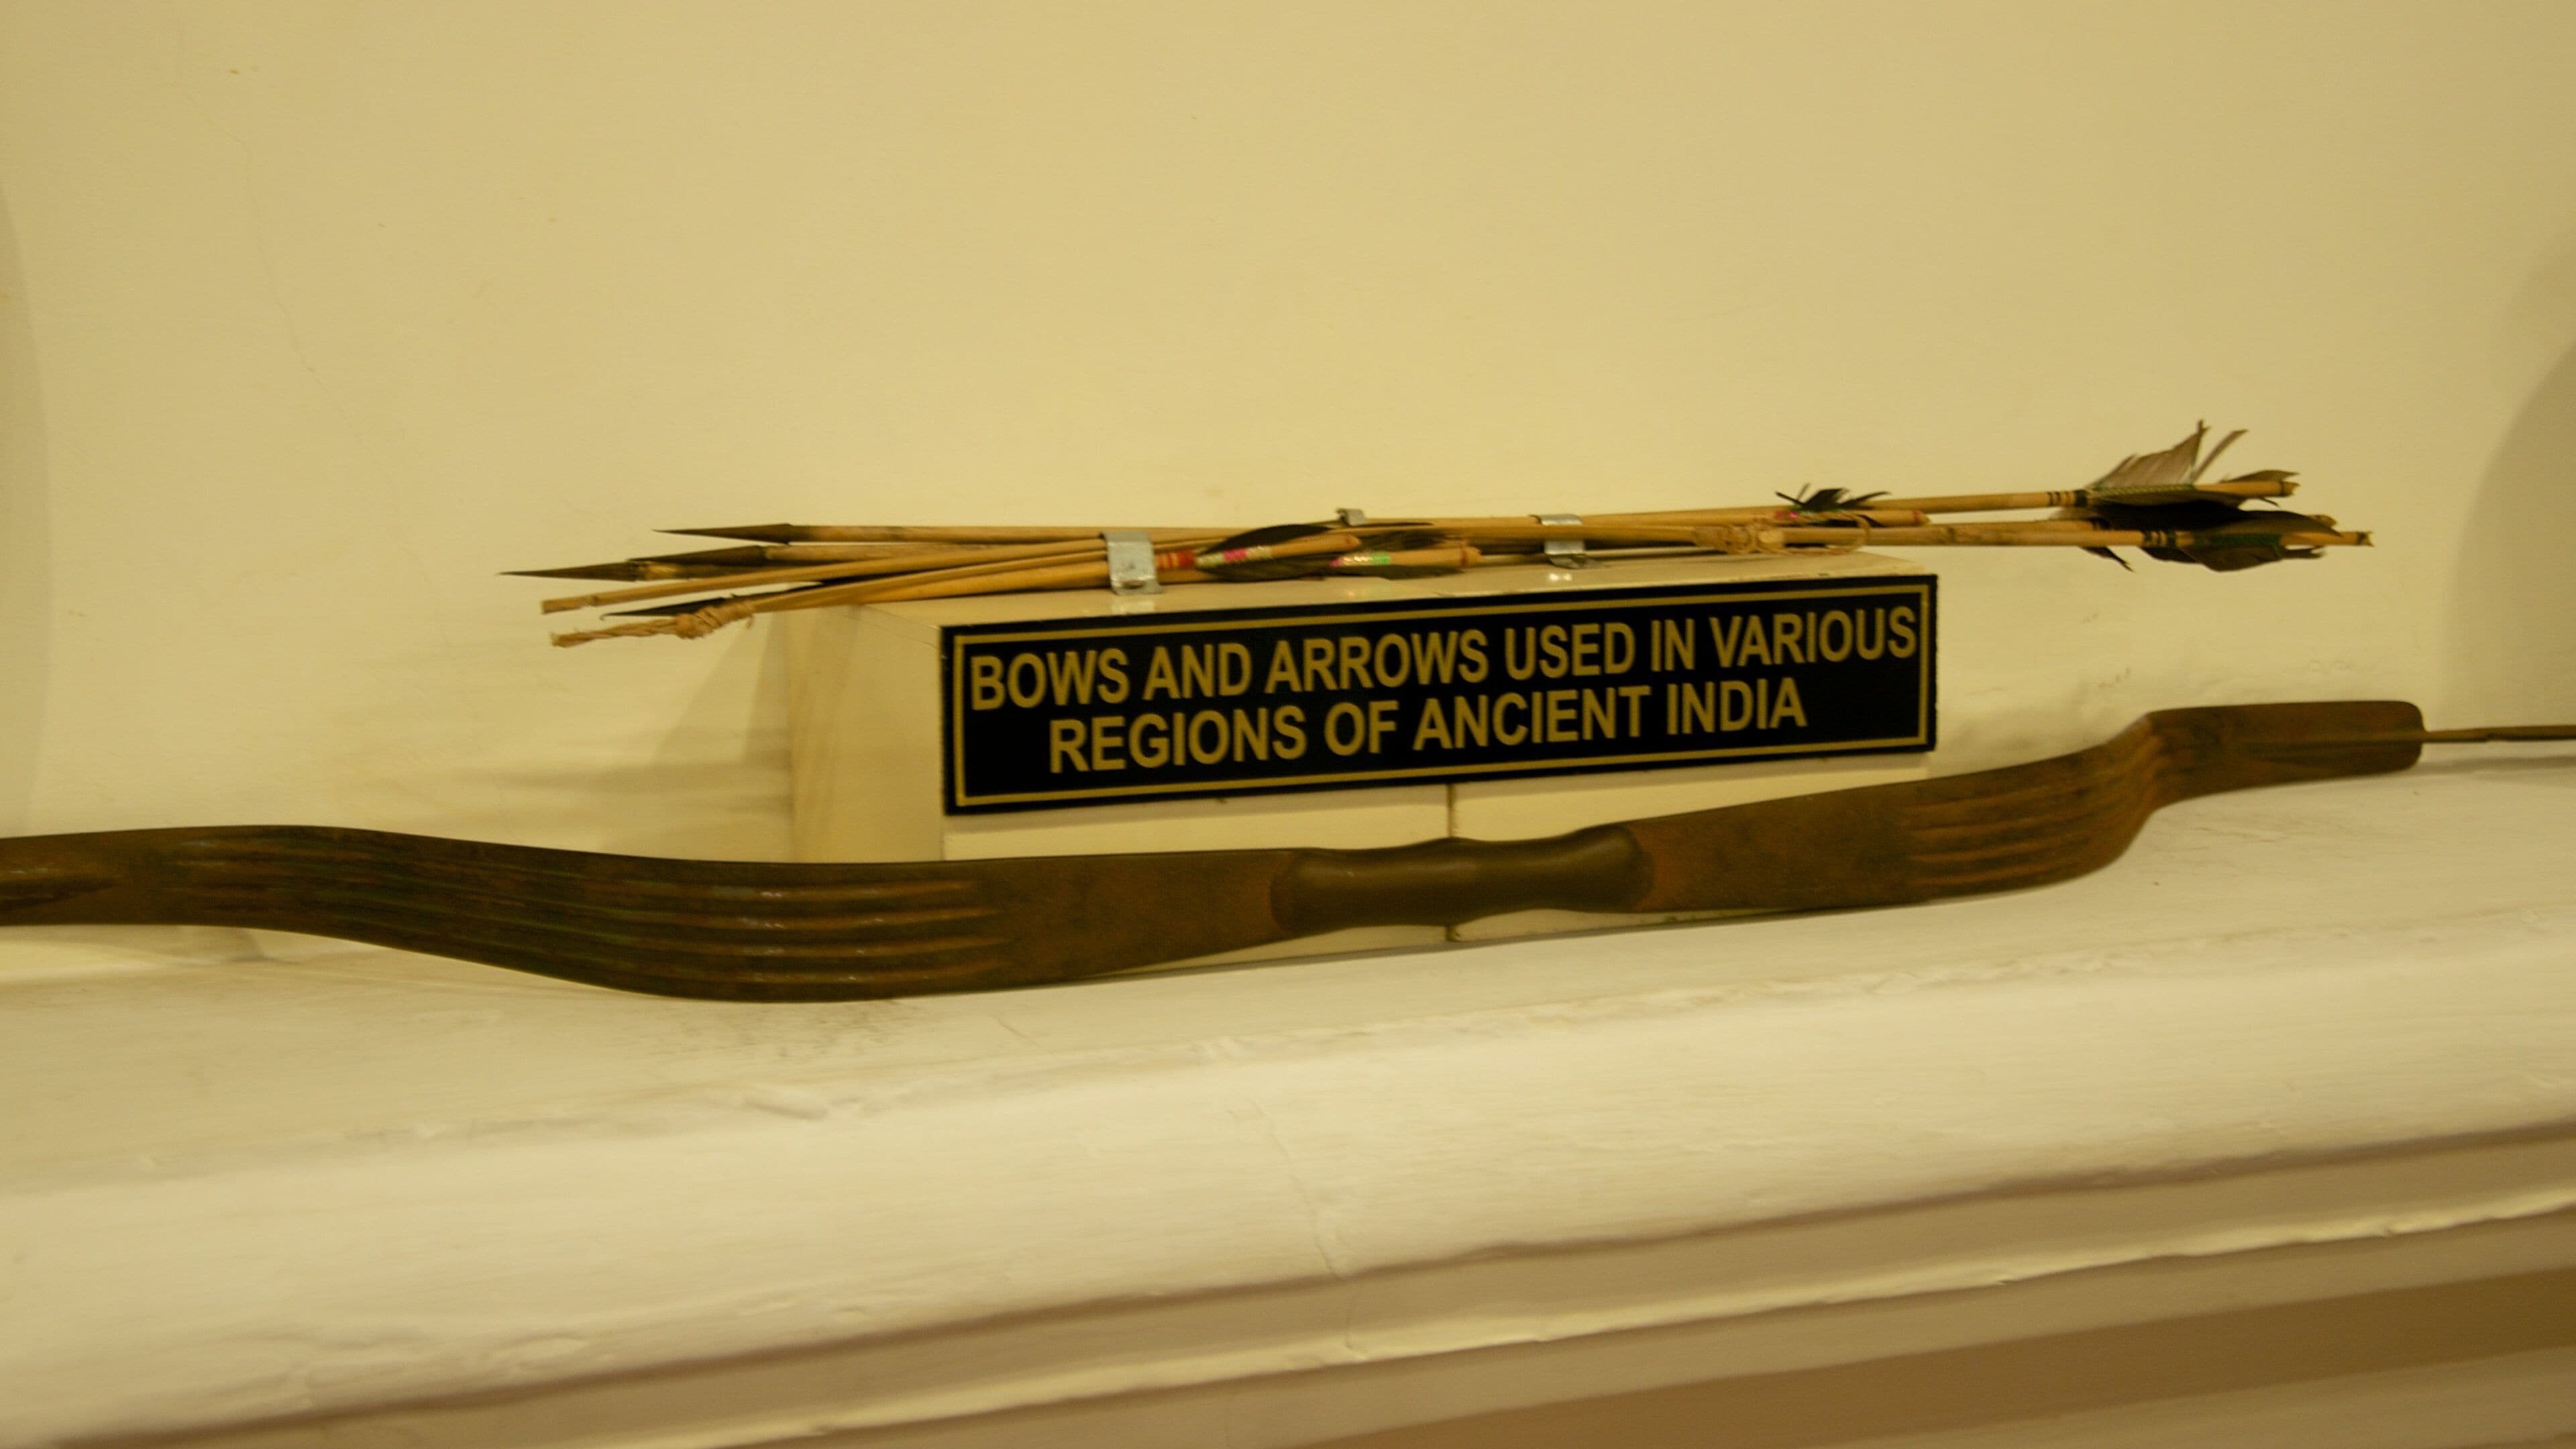 BOWS AND ARROWS USED IN VARIOUS
REGIONS OF ANCIENT INDIA